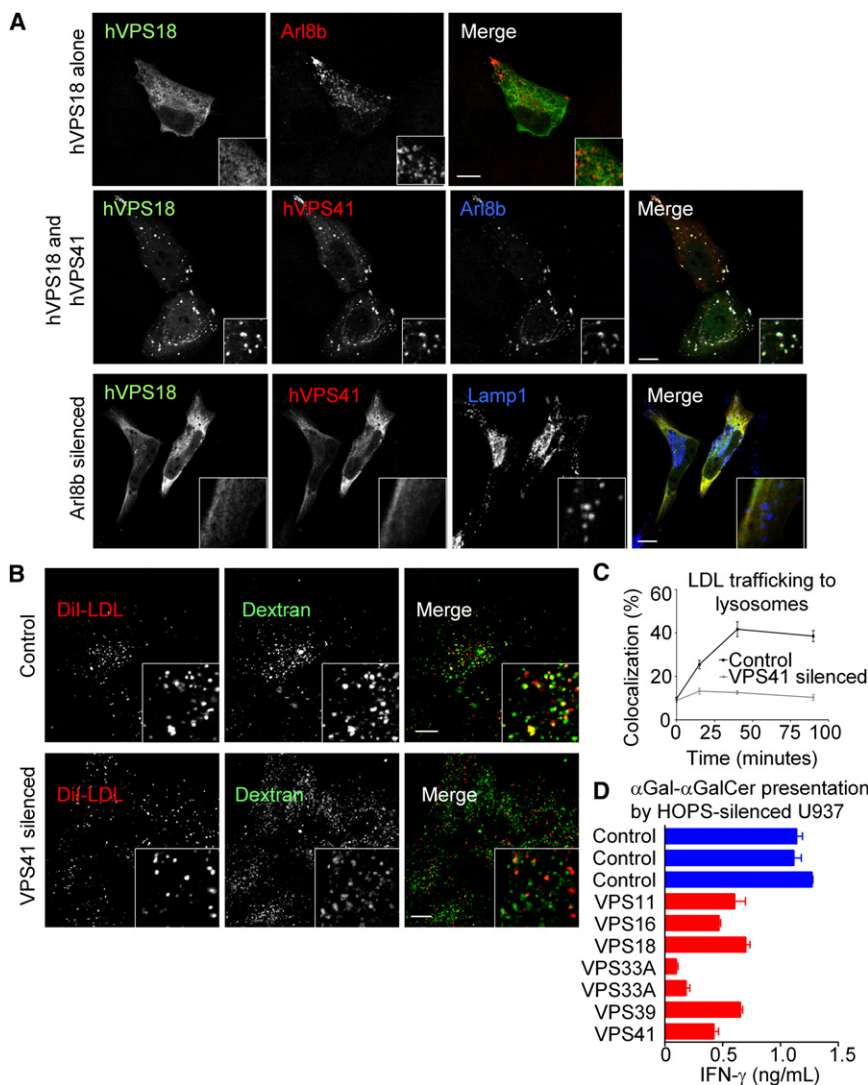 A
hVPS18 alone
hVPS18
Arl8b
Merge
hVPS18 and
hVPS41
hVPS18
hVPS41
Arl8b
Merge
Arl8b silenced
hVPS18
hVPS41
Lamp1
Merge
B
Control
DiI-LDL
Dextran
Merge
VPS41 silenced
DiI-LDL
Dextran
Merge
C
LDL trafficking to
lysosomes
Colocalization (%)
60
40
20
0
Control
VPS41 silenced
0 25 50 75 100
Time (minutes)
D
αGal-αGalCer presentation
by HOPS-silenced U937
Control
Control
Control
VPS11
VPS16
VPS18
VPS33A
VPS33A
VPS39
VPS41
0 0.5 1.0 1.5
IFN-γ (ng/mL)